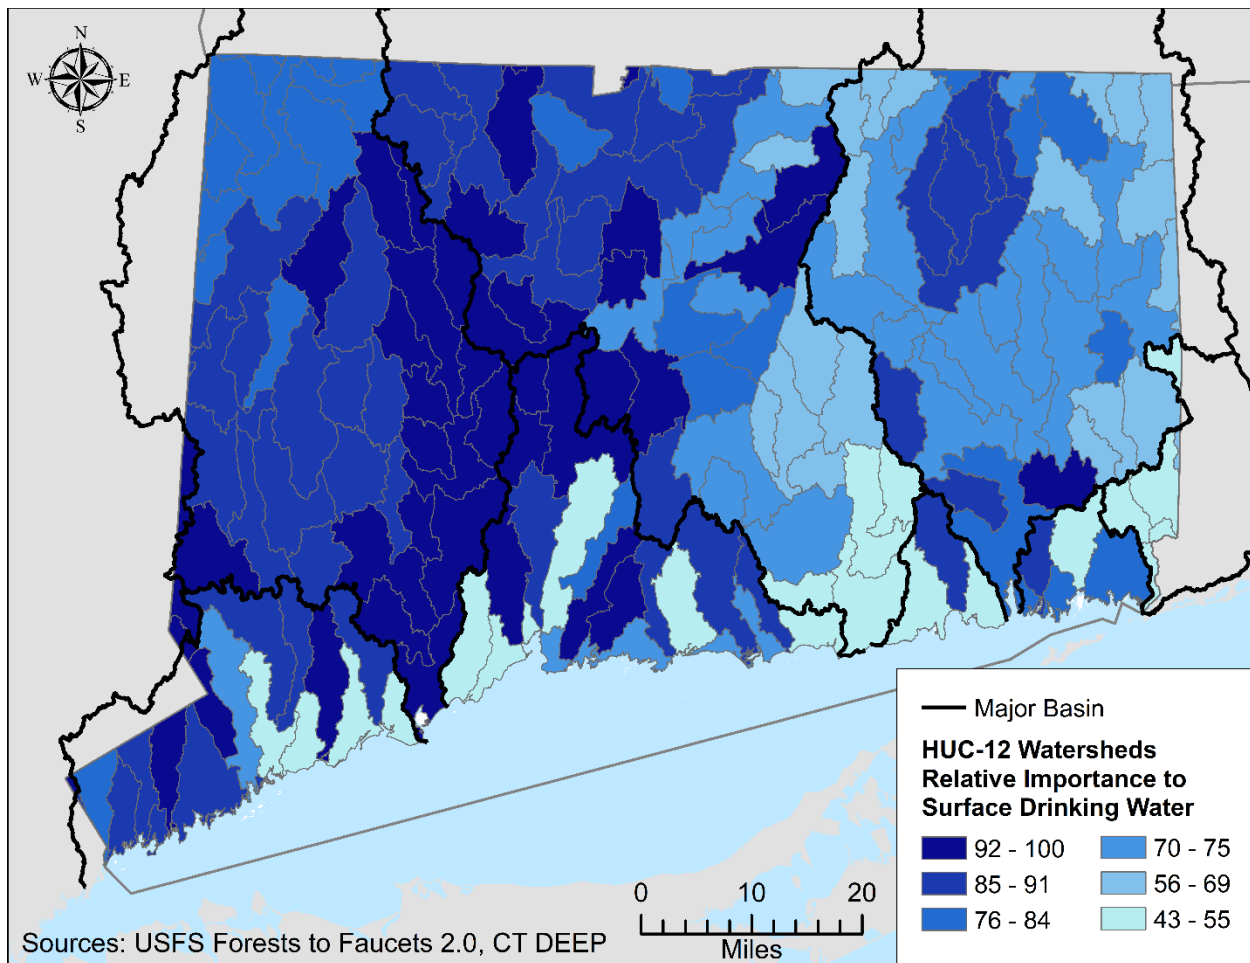 N
W E
S
Major Basin
HUC-12 Watersheds
Relative Importance to
Surface Drinking Water
92 - 100 70 - 75
85 - 91 56 - 69
76 - 84 43 - 55
0 10 20
Miles
Sources: USFS Forests to Faucets 2.0, CT DEEP